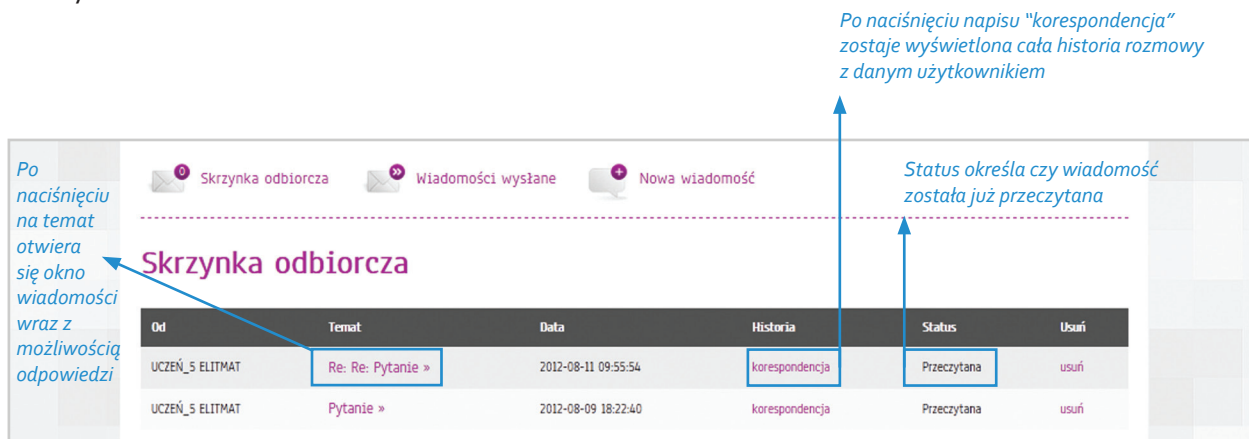 Po naciśnięciu napisu "korespondencja"
zostaje wyświetlona cała historia rozmowy
z danym użytkownikiem
Po
naciśnięciu
na temat
otwiera
się okno
wiadomości
wraz z
możliwością
odpowiedzi
0 Skrzynka odbiorcza » Wiadomości wysłane + Nowa wiadomość
Status określa czy wiadomość
została już przeczytana
Skrzynka odbiorcza
Od Temat Data Historia Status Usuń
UCZEŃ_5 ELITMAT Re: Re: Pytanie » 2012-08-11 09:55:54 korespondencja Przeczytana usuń
UCZEŃ_5 ELITMAT Pytanie » 2012-08-09 18:22:40 korespondencja Przeczytana usuń